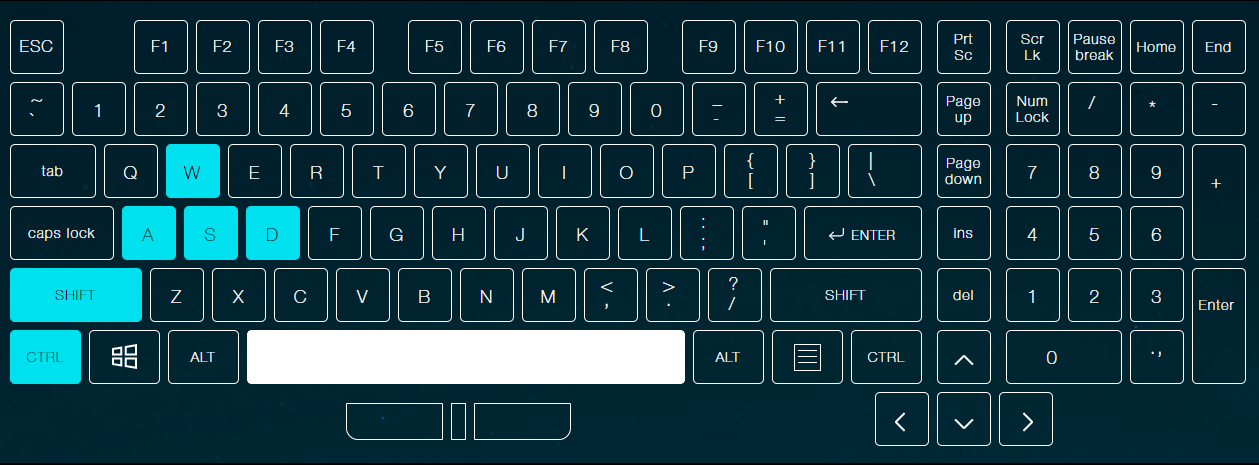 ESC F1 F2 F3 F4 F5 F6 F7 F8 F9 F10 F11 F12 Prt Sc Scr Lk Pause break Home End
~ ` 1 2 3 4 5 6 7 8 9 0 _ - + = ← Page up Num Lock / * -
tab Q W E R T Y U I O P { [ } ] | \ Page down 7 8 9 +
caps lock A S D F G H J K L : ; " ' ↵ ENTER ins 4 5 6
SHIFT Z X C V B N M < , > . ? / SHIFT del 1 2 3 Enter
CTRL ALT ALT CTRL 0 . ,